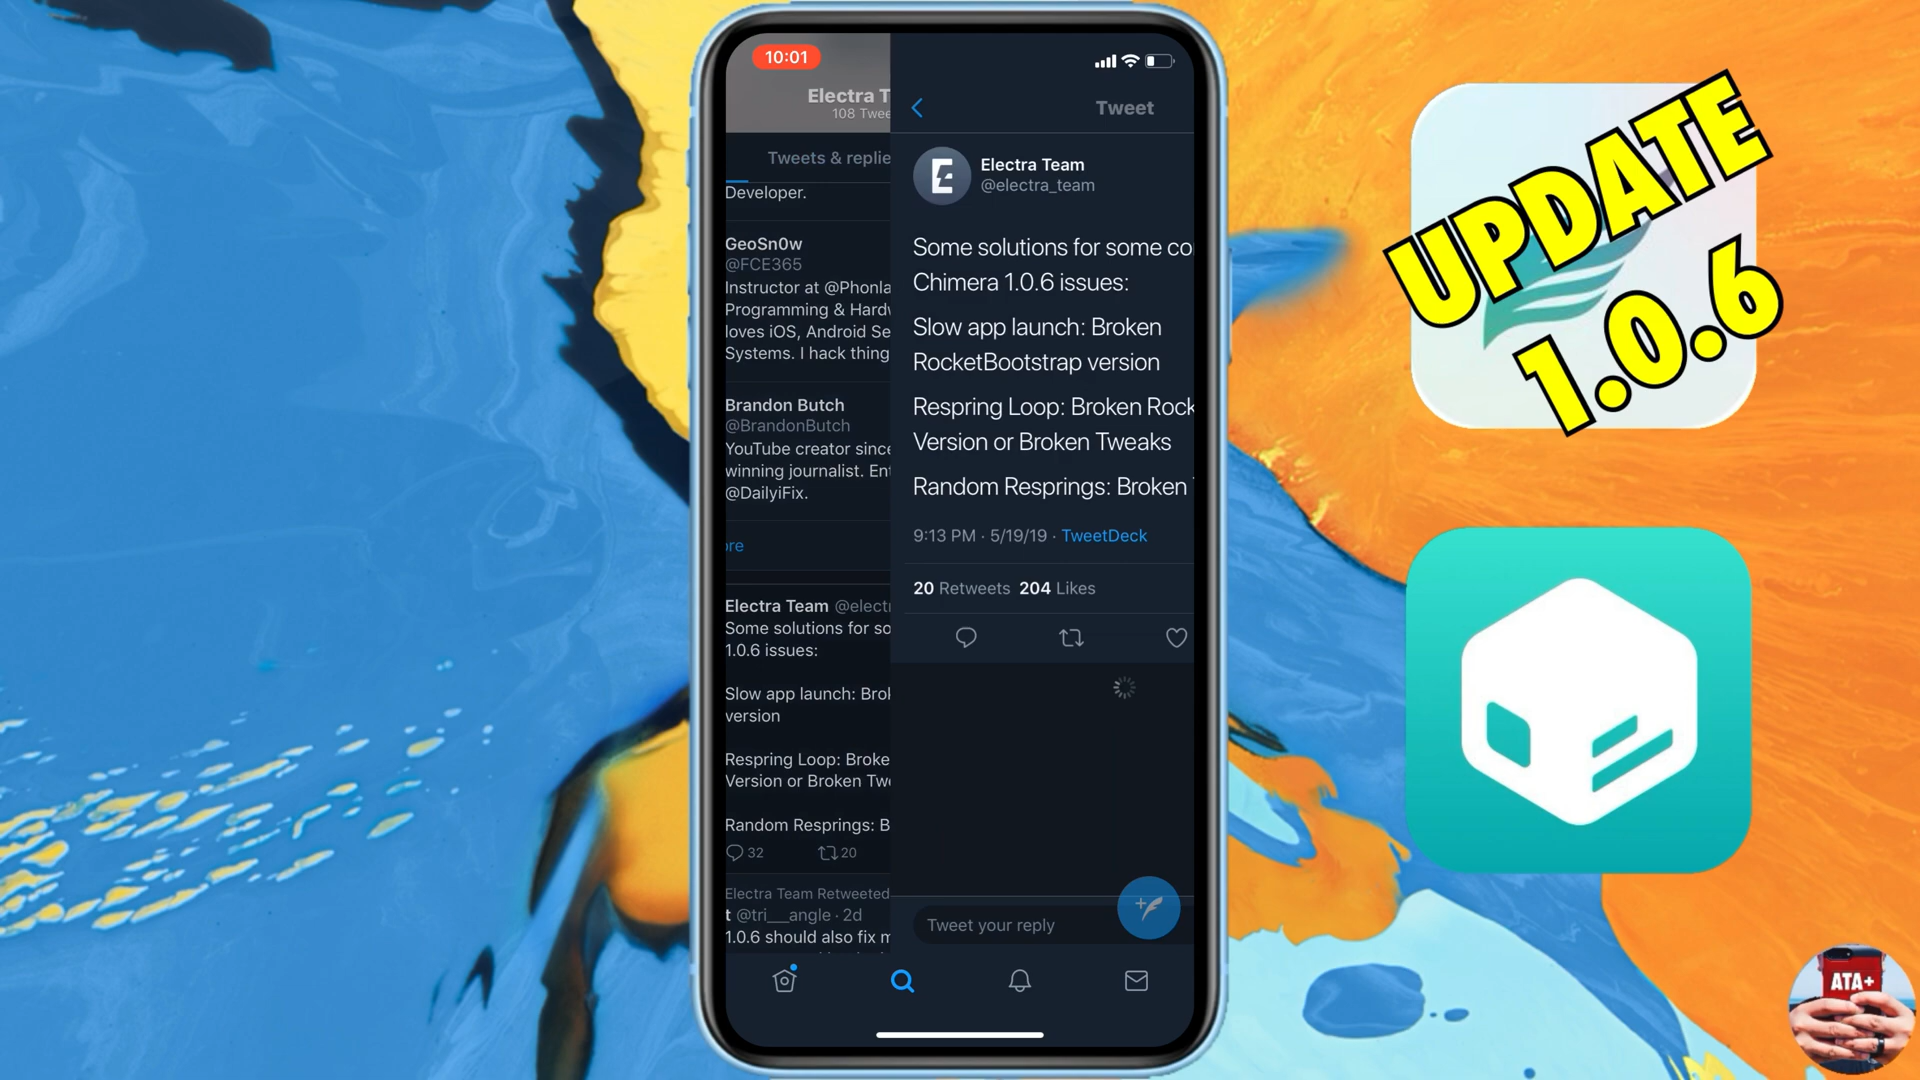 10:01
Electra T
108 Twee
Tweets & replie
Developer.
GeoSn0w
@FCE365
Instructor at @Phonla
Programming & Hardw
loves iOS, Android Se
Systems. I hack thing
Brandon Butch
@BrandonButch
YouTube creator since
winning journalist. Ent
@DailyiFix.
ore
Electra Team @electr
Some solutions for so
1.0.6 issues:
Slow app launch: Brok
version
Respring Loop: Broke
Version or Broken Twe
Random Resprings: B
32 20
Electra Team Retweeted
t @tri___angle · 2d
1.0.6 should also fix m
Tweet
Electra Team
@electra_team
Some solutions for some co
Chimera 1.0.6 issues:
Slow app launch: Broken
RocketBootstrap version
Respring Loop: Broken Rock
Version or Broken Tweaks
Random Resprings: Broken
9:13 PM · 5/19/19 · TweetDeck
20 Retweets 204 Likes
Tweet your reply
UPDATE
1.0.6
ATA+